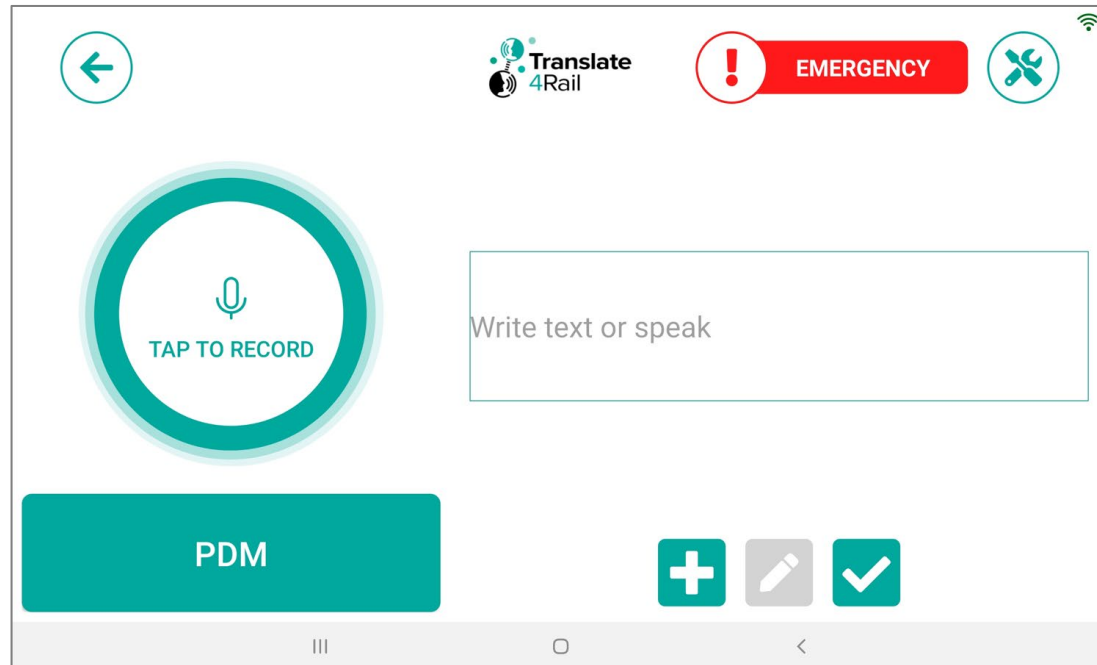 Translate
4Rail
EMERGENCY
TAP TO RECORD
Write text or speak
PDM